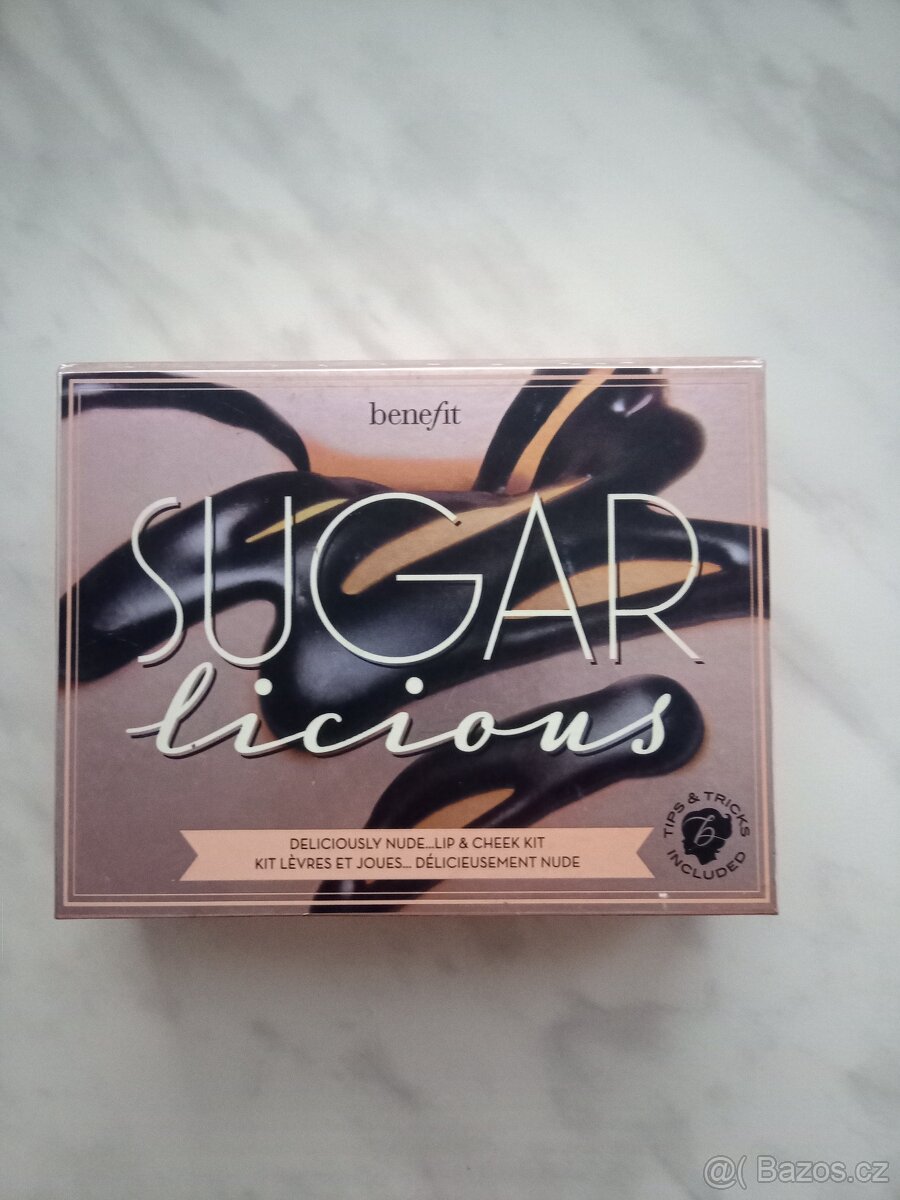 benefit
SUGAR
licious
DELICIOUSLY NUDE...LIP & CHEEK KIT
KIT LÈVRES ET JOUES... DÉLICIEUSEMENT NUDE
TIPS & TRICKS
b
INCLUDED
@( Bazos.cz